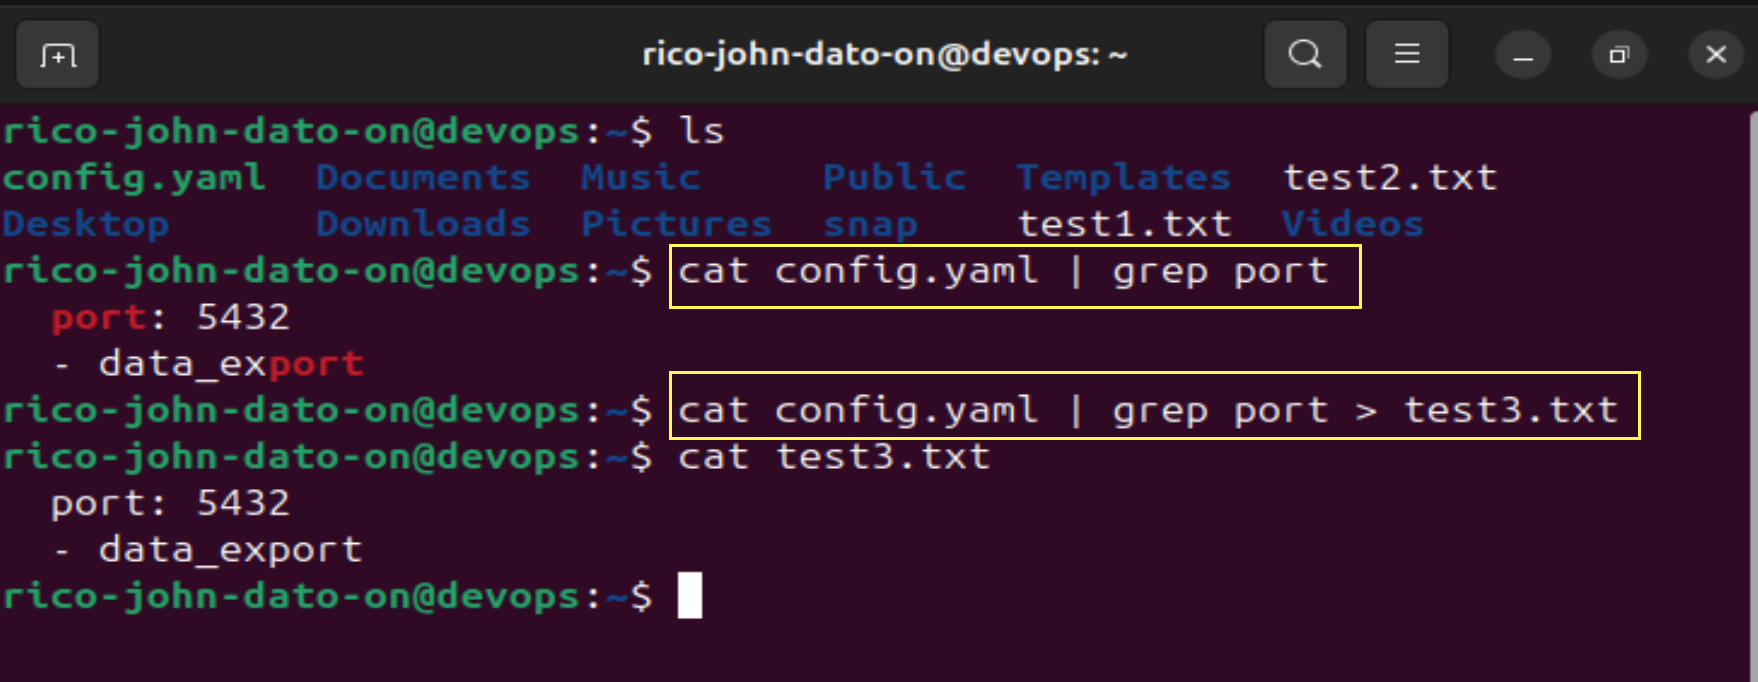 rico-john-dato-on@devops: ~
rico-john-dato-on@devops:~$ ls
config.yaml  Documents  Music     Public  Templates  test2.txt
Desktop      Downloads  Pictures  snap    test1.txt  Videos
rico-john-dato-on@devops:~$ cat config.yaml | grep port
  port: 5432
  - data_export
rico-john-dato-on@devops:~$ cat config.yaml | grep port > test3.txt
rico-john-dato-on@devops:~$ cat test3.txt
  port: 5432
  - data_export
rico-john-dato-on@devops:~$